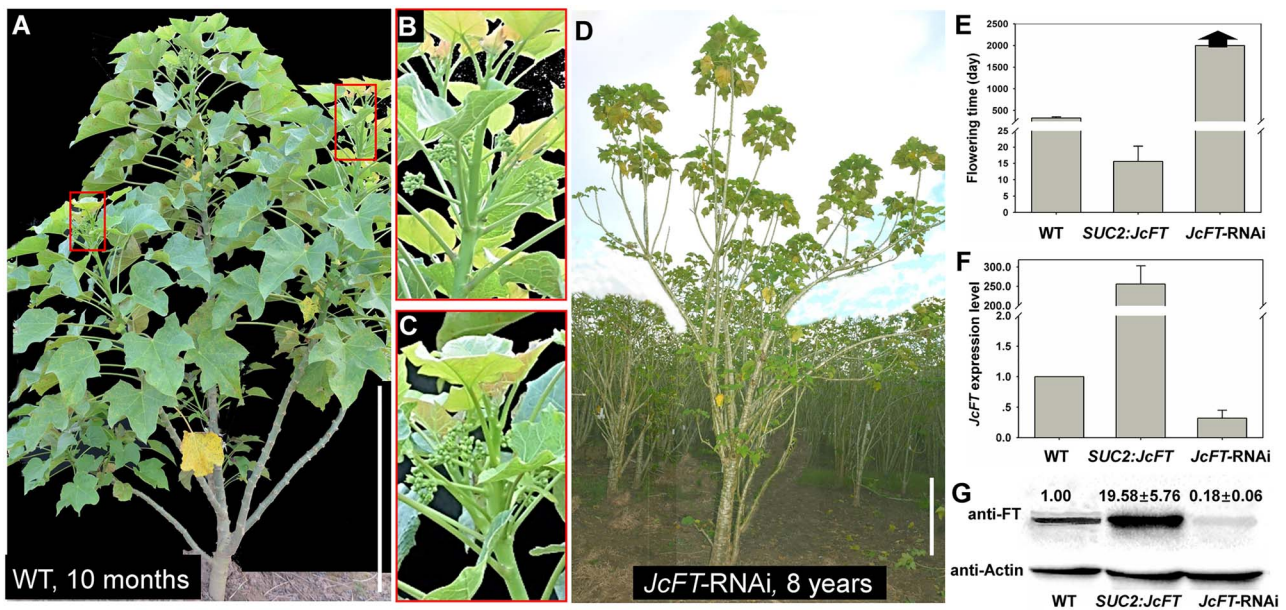 A
WT, 10 months
B
C
D
JcFT-RNAi, 8 years
E
Flowering time (day)
2500
2000
1500
1000
500
25
20
15
10
5
0
WT
SUC2:JcFT
JcFT-RNAi
F
JcFT expression level
300.0
250.0
200.0
2.0
1.0
.5
0.0
WT
SUC2:JcFT
JcFT-RNAi
G
1.00
19.58±5.76
0.18±0.06
anti-FT
anti-Actin
WT
SUC2:JcFT
JcFT-RNAi